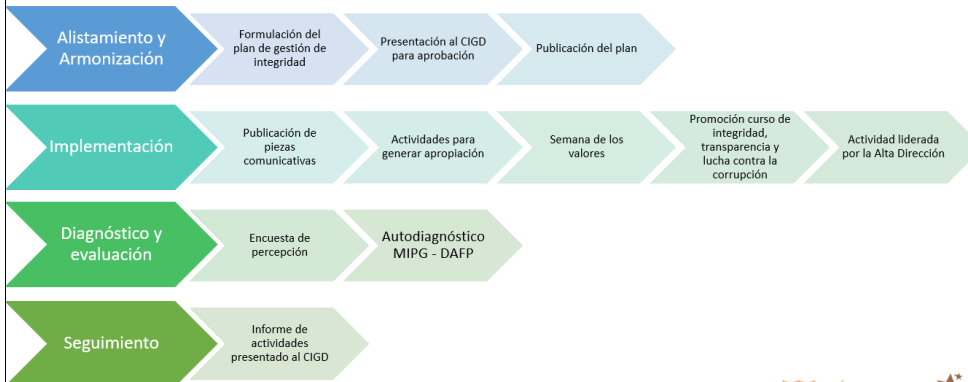 Alistamiento y
Armonización
Formulación del
plan de gestión de
integridad
Presentación al CIGD
para aprobación
Publicación del plan
Implementación
Publicación de
piezas
comunicativas
Actividades para
generar apropiación
Semana de los
valores
Promoción curso de
integridad,
transparencia y
lucha contra la
corrupción
Actividad liderada
por la Alta Dirección
Diagnóstico y
evaluación
Encuesta de
percepción
Autodiagnóstico
MIPG - DAFP
Seguimiento
Informe de
actividades
presentado al CIGD